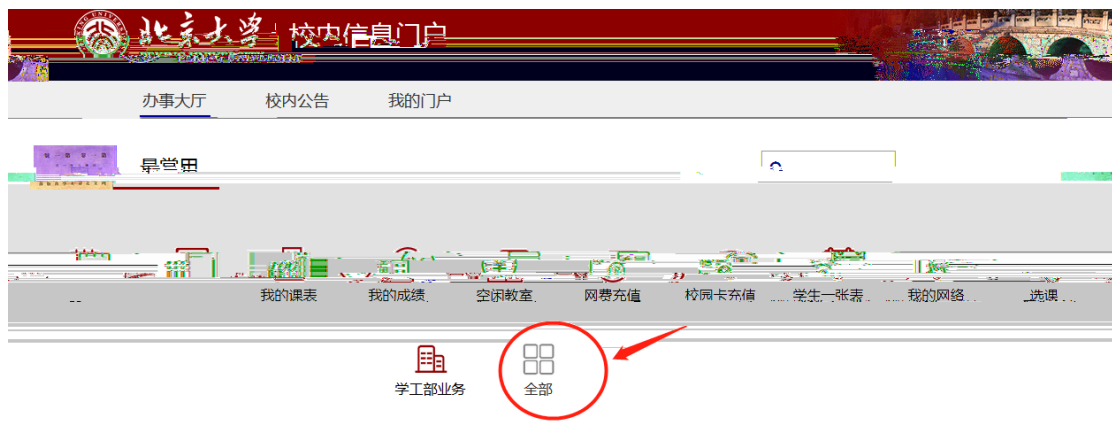 北京大学 校内信息门户
办事大厅 校内公告 我的门户
最常用
我的课表 我的成绩 空闲教室 网费充值 校园卡充值 学生一张表 我的网络 选课
学工部业务 全部